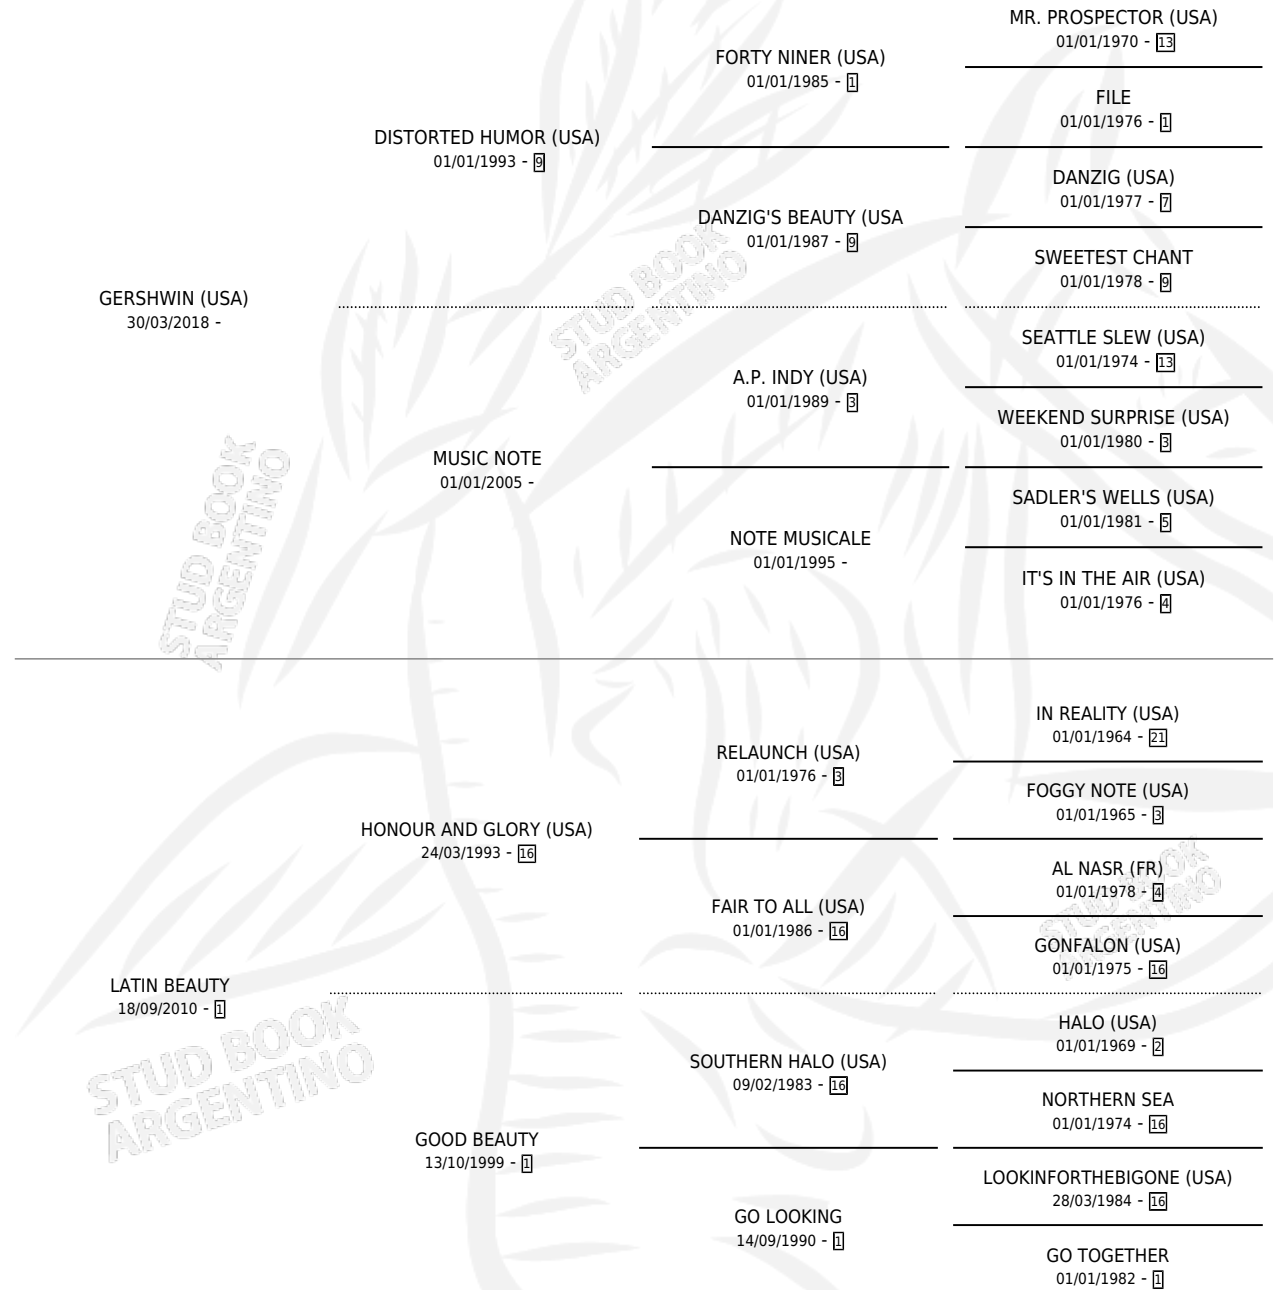 MR. PROSPECTOR (USA)
01/01/1970 - 13
FORTY NINER (USA)
01/01/1985 - 1
FILE
01/01/1976 - 1
DISTORTED HUMOR (USA)
01/01/1993 - 9
DANZIG (USA)
01/01/1977 - 7
DANZIG'S BEAUTY (USA
01/01/1987 - 9
SWEETEST CHANT
01/01/1978 - 9
GERSHWIN (USA)
30/03/2018 -
SEATTLE SLEW (USA)
01/01/1974 - 13
A.P. INDY (USA)
01/01/1989 - 3
WEEKEND SURPRISE (USA)
01/01/1980 - 3
MUSIC NOTE
01/01/2005 -
SADLER'S WELLS (USA)
01/01/1981 - 5
NOTE MUSICALE
01/01/1995 -
IT'S IN THE AIR (USA)
01/01/1976 - 4
IN REALITY (USA)
01/01/1964 - 21
RELAUNCH (USA)
01/01/1976 - 3
FOGGY NOTE (USA)
01/01/1965 - 3
HONOUR AND GLORY (USA)
24/03/1993 - 16
AL NASR (FR)
01/01/1978 - 4
FAIR TO ALL (USA)
01/01/1986 - 16
GONFALON (USA)
01/01/1975 - 16
LATIN BEAUTY
18/09/2010 - 1
HALO (USA)
01/01/1969 - 2
SOUTHERN HALO (USA)
09/02/1983 - 16
NORTHERN SEA
01/01/1974 - 16
GOOD BEAUTY
13/10/1999 - 1
LOOKINFORTHEBIGONE (USA)
28/03/1984 - 16
GO LOOKING
14/09/1990 - 1
GO TOGETHER
01/01/1982 - 1
STUD BOOK
ARGENTINO
STUD BOOK
ARGENTINO
STUD BOOK
ARGENTINO
STUD BOOK
ARGENTINO